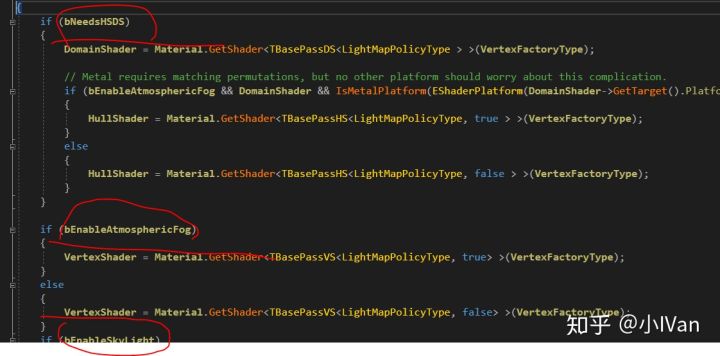 {
if (bNeedsHSDS)
{
DomainShader = Material.GetShader<TBasePassDS<LightMapPolicyType > >(VertexFactoryType);
// Metal requires matching permutations, but no other platform should worry about this complication.
if (bEnableAtmosphericFog && DomainShader && IsMetalPlatform(EShaderPlatform(DomainShader->GetTarget().Platfo
{
HullShader = Material.GetShader<TBasePassHS<LightMapPolicyType, true > >(VertexFactoryType);
}
else
{
HullShader = Material.GetShader<TBasePassHS<LightMapPolicyType, false > >(VertexFactoryType);
}
}
if (bEnableAtmosphericFog)
{
VertexShader = Material.GetShader<TBasePassVS<LightMapPolicyType, true> >(VertexFactoryType);
}
else
{
VertexShader = Material.GetShader<TBasePassVS<LightMapPolicyType, false> >(VertexFactoryType);
}
if (bEnableSkyLight)
知乎 @小IVan